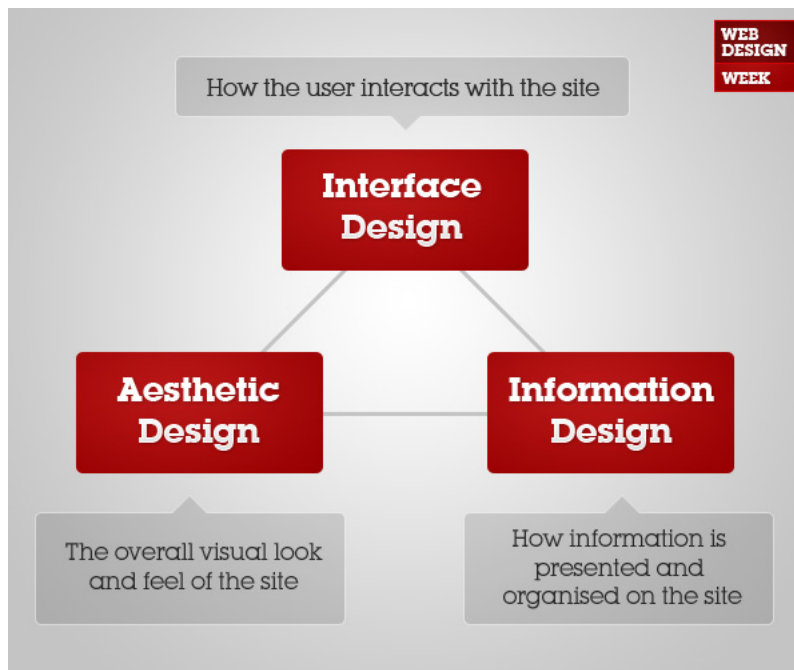 WEB
DESIGN
WEEK
How the user interacts with the site
Interface
Design
Aesthetic
Design
Information
Design
The overall visual look
and feel of the site
How information is
presented and
organised on the site